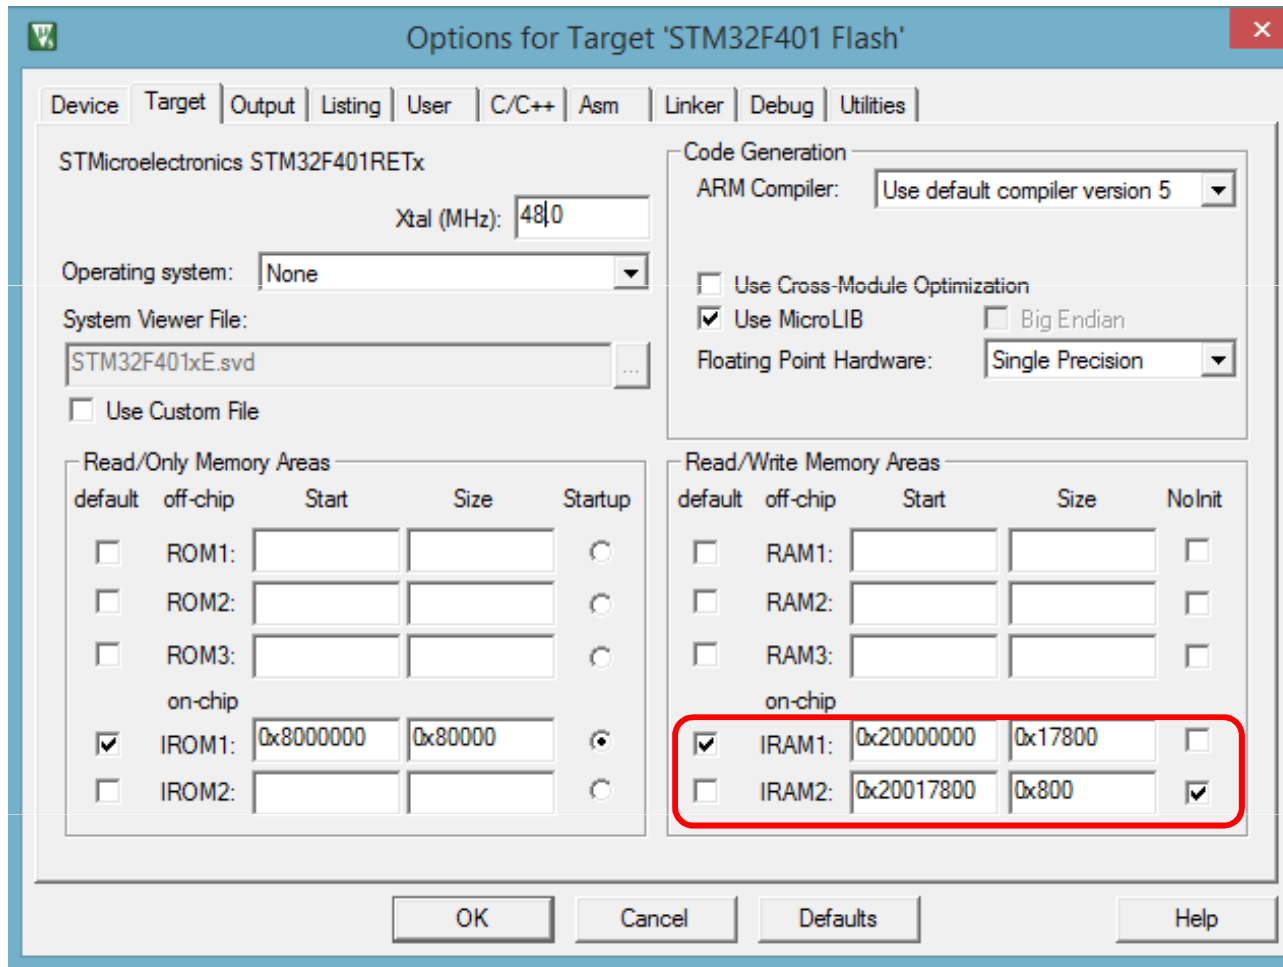 Options for Target 'STM32F401 Flash'
Device Target Output Listing User C/C++ Asm Linker Debug Utilities
STMicroelectronics STM32F401RETx
Xtal (MHz): 48.0
Operating system: None
System Viewer File:
STM32F401xE.svd ...
Use Custom File
Code Generation
ARM Compiler: Use default compiler version 5
Use Cross-Module Optimization
Use MicroLIB Big Endian
Floating Point Hardware: Single Precision
Read/Only Memory Areas
default off-chip Start Size Startup
ROM1:
ROM2:
ROM3:
on-chip
IROM1: 0x8000000 0x80000
IROM2:
Read/Write Memory Areas
default off-chip Start Size NoInit
RAM1:
RAM2:
RAM3:
on-chip
IRAM1: 0x20000000 0x17800
IRAM2: 0x20017800 0x800
OK Cancel Defaults Help